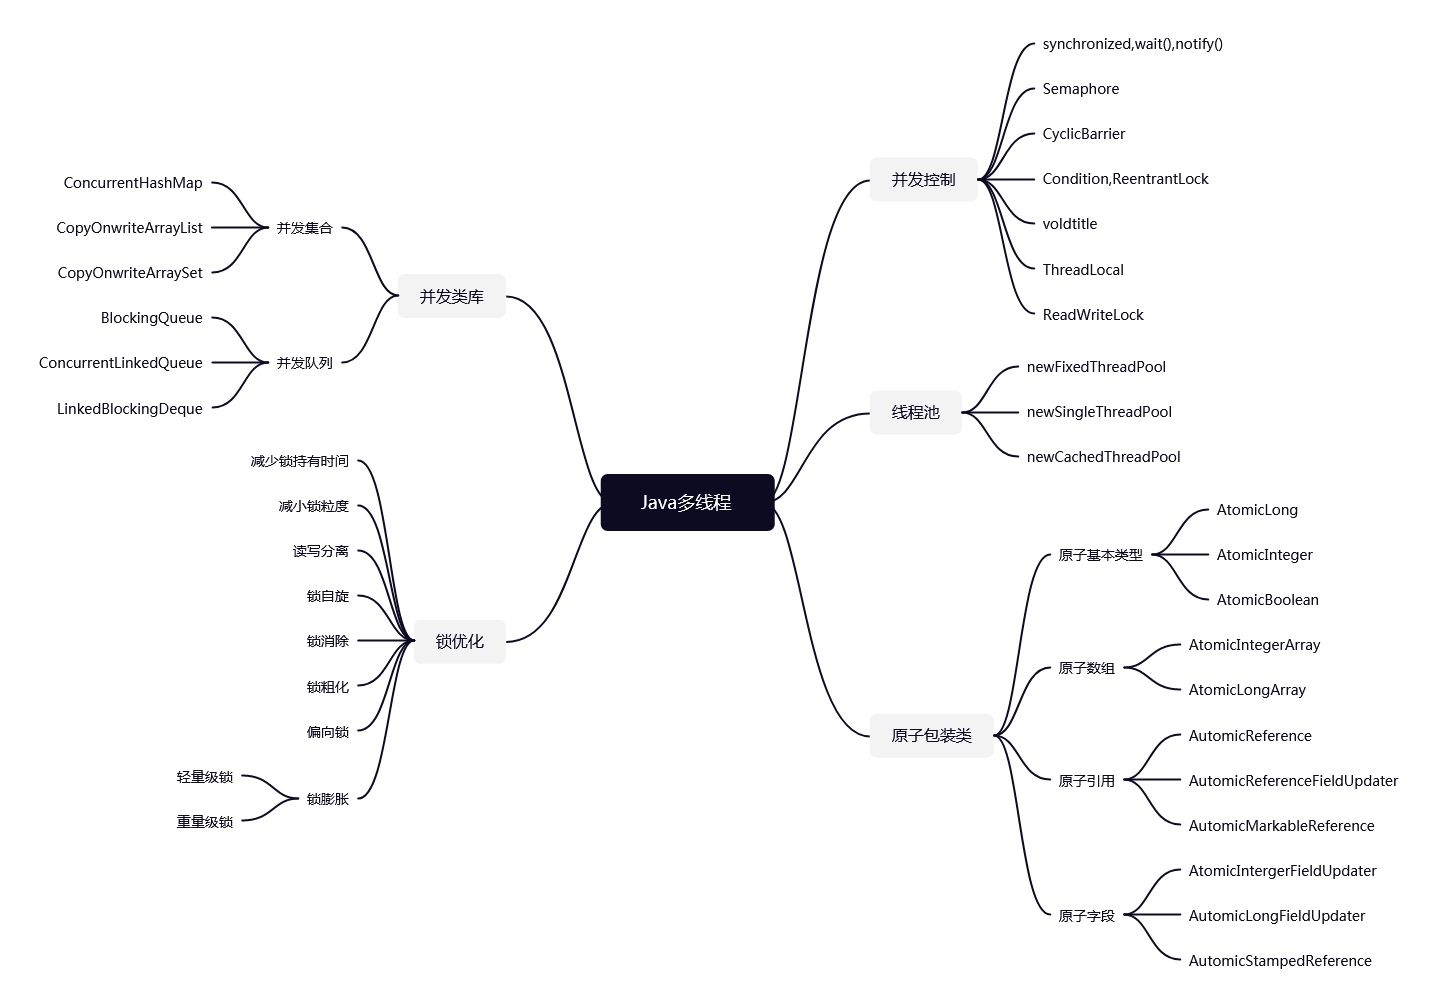 Java多线程
并发控制
synchronized,wait(),notify()
Semaphore
CyclicBarrier
Condition,ReentrantLock
voldtitle
ThreadLocal
ReadWriteLock
线程池
newFixedThreadPool
newSingleThreadPool
newCachedThreadPool
原子包装类
原子基本类型
AtomicLong
AtomicInteger
AtomicBoolean
原子数组
AtomicIntegerArray
AtomicLongArray
原子引用
AutomicReference
AutomicReferenceFieldUpdater
AutomicMarkableReference
原子字段
AtomicIntergerFieldUpdater
AutomicLongFieldUpdater
AutomicStampedReference
并发类库
并发集合
ConcurrentHashMap
CopyOnwriteArrayList
CopyOnwriteArraySet
并发队列
BlockingQueue
ConcurrentLinkedQueue
LinkedBlockingDeque
锁优化
减少锁持有时间
减小锁粒度
读写分离
锁自旋
锁消除
锁粗化
偏向锁
锁膨胀
轻量级锁
重量级锁